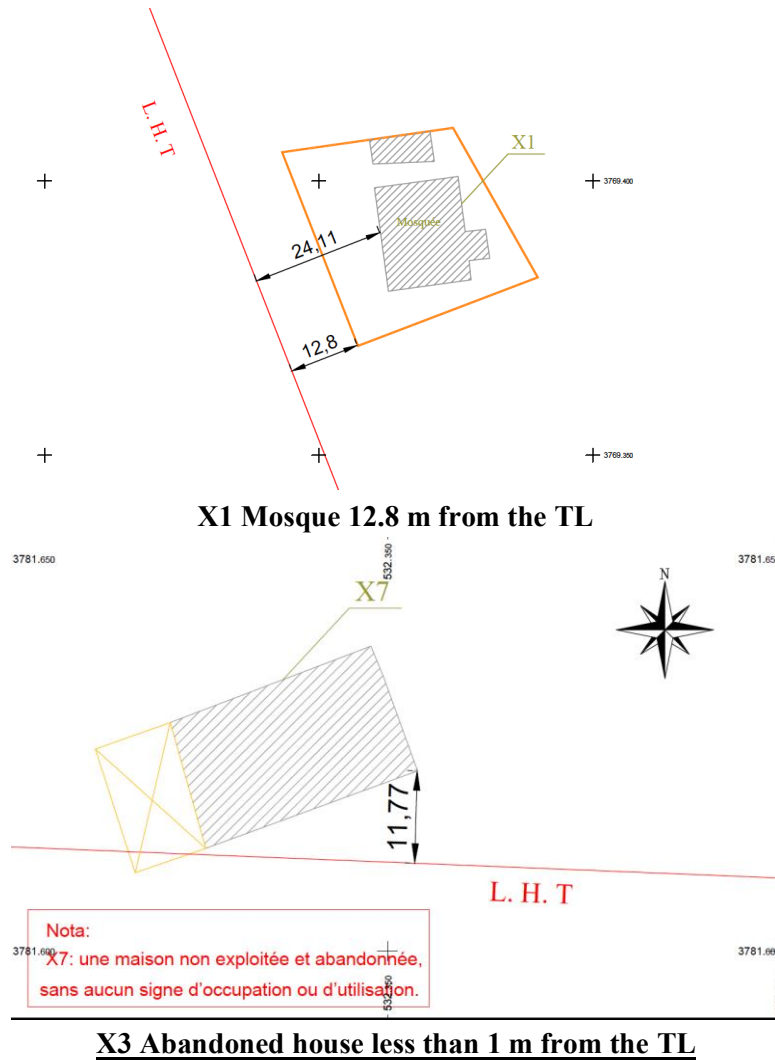 L. H. T
X1
3769.400
Mosquée
24,11
12,8
3769.350
X1 Mosque 12.8 m from the TL
3781.650
532.350
3781.65
X7
N
11,77
L. H. T
Nota:
3781.600
X7: une maison non exploitée et abandonnée,
sans aucun signe d'occupation ou d'utilisation.
532.350
3781.60
X3 Abandoned house less than 1 m from the TL